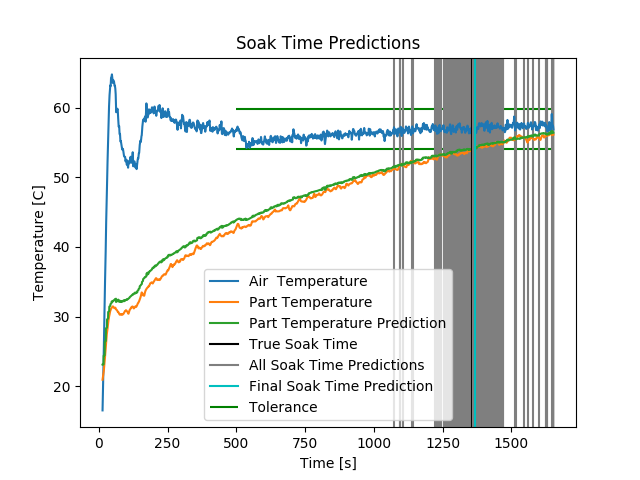 Soak Time Predictions
Temperature [C]
60
50
40
30
20
Air  Temperature
Part Temperature
Part Temperature Prediction
True Soak Time
All Soak Time Predictions
Final Soak Time Prediction
Tolerance
0 250 500 750 1000 1250 1500
Time [s]